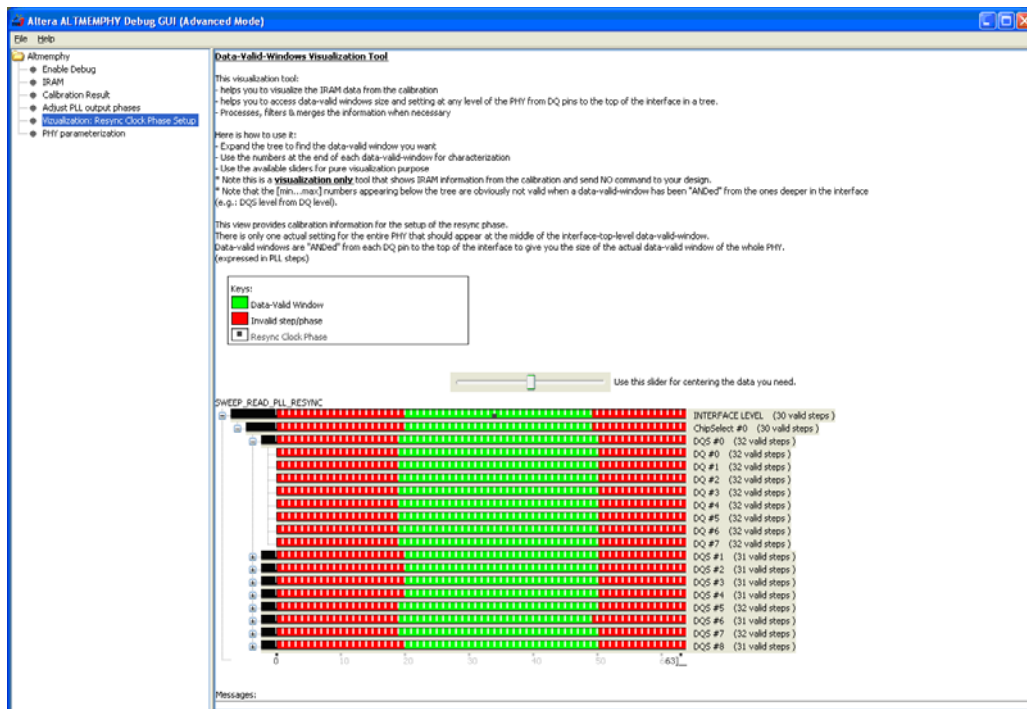 Altera ALTMEMPHY Debug GUI (Advanced Mode)
File Help
Altmemphy
Enable Debug
IRAM
Calibration Result
Adjust PLL output phases
Vizualization: Resync Clock Phase Setup
PHY parameterization
Data-Valid-Windows Visualization Tool
This visualization tool:
- helps you to visualize the IRAM data from the calibration
- helps you to access data-valid windows size and setting at any level of the PHY from DQ pins to the top of the interface in a tree.
- Processes, filters & merges the information when necessary
Here is how to use it:
- Expand the tree to find the data-valid window you want
- Use the numbers at the end of each data-valid-window for characterization
- Use the available sliders for pure visualization purpose
* Note this is a visualization only tool that shows IRAM information from the calibration and send NO command to your design.
* Note that the [min...max] numbers appearing below the tree are obviously not valid when a data-valid-window has been "ANDed" from the ones deeper in the interface
(e.g.: DQS level from DQ level).
This view provides calibration information for the setup of the resync phase.
There is only one actual setting for the entire PHY that should appear at the middle of the interface-top-level data-valid-window.
Data-valid windows are "ANDed" from each DQ pin to the top of the interface to give you the size of the actual data-valid window of the whole PHY.
(expressed in PLL steps)
Keys:
Data-Valid Window
Invalid step/phase
Resync Clock Phase
Use this slider for centering the data you need.
SWEEP_READ_PLL_RESYNC
INTERFACE LEVEL (30 valid steps )
ChipSelect #0 (30 valid steps )
DQS #0 (32 valid steps )
DQ #0 (32 valid steps )
DQ #1 (32 valid steps )
DQ #2 (32 valid steps )
DQ #3 (32 valid steps )
DQ #4 (32 valid steps )
DQ #5 (32 valid steps )
DQ #6 (32 valid steps )
DQ #7 (32 valid steps )
DQS #1 (31 valid steps )
DQS #2 (31 valid steps )
DQS #3 (31 valid steps )
DQS #4 (31 valid steps )
DQS #5 (32 valid steps )
DQS #6 (31 valid steps )
DQS #7 (32 valid steps )
DQS #8 (31 valid steps )
0 10 20 30 40 50 63]
Messages: